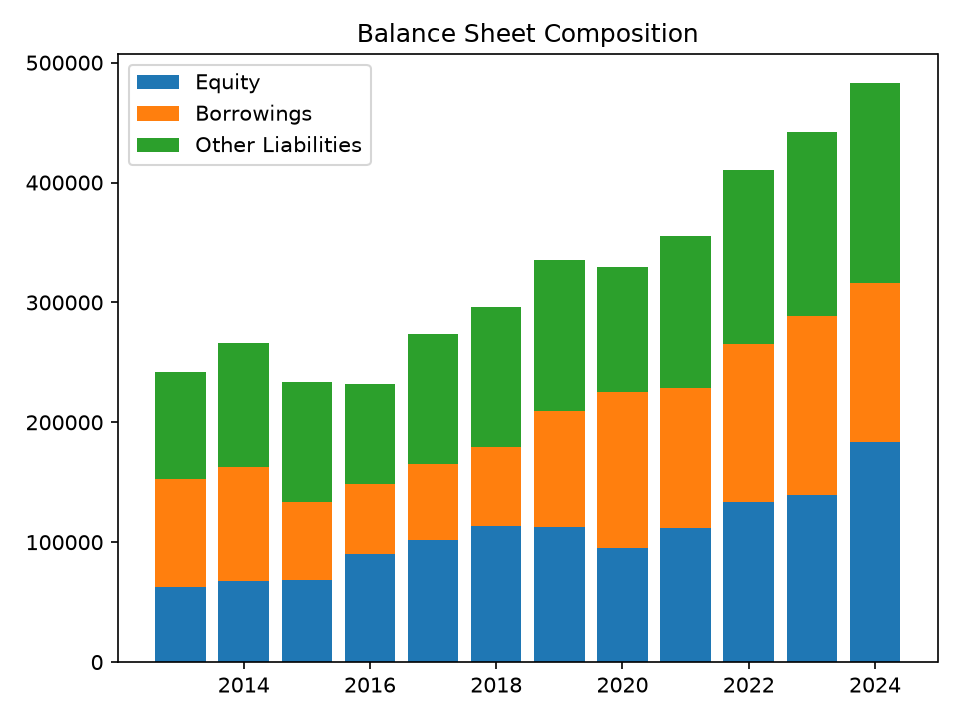 Balance Sheet Composition
Equity
Borrowings
Other Liabilities
500000
400000
300000
200000
100000
0
2014 2016 2018 2020 2022 2024